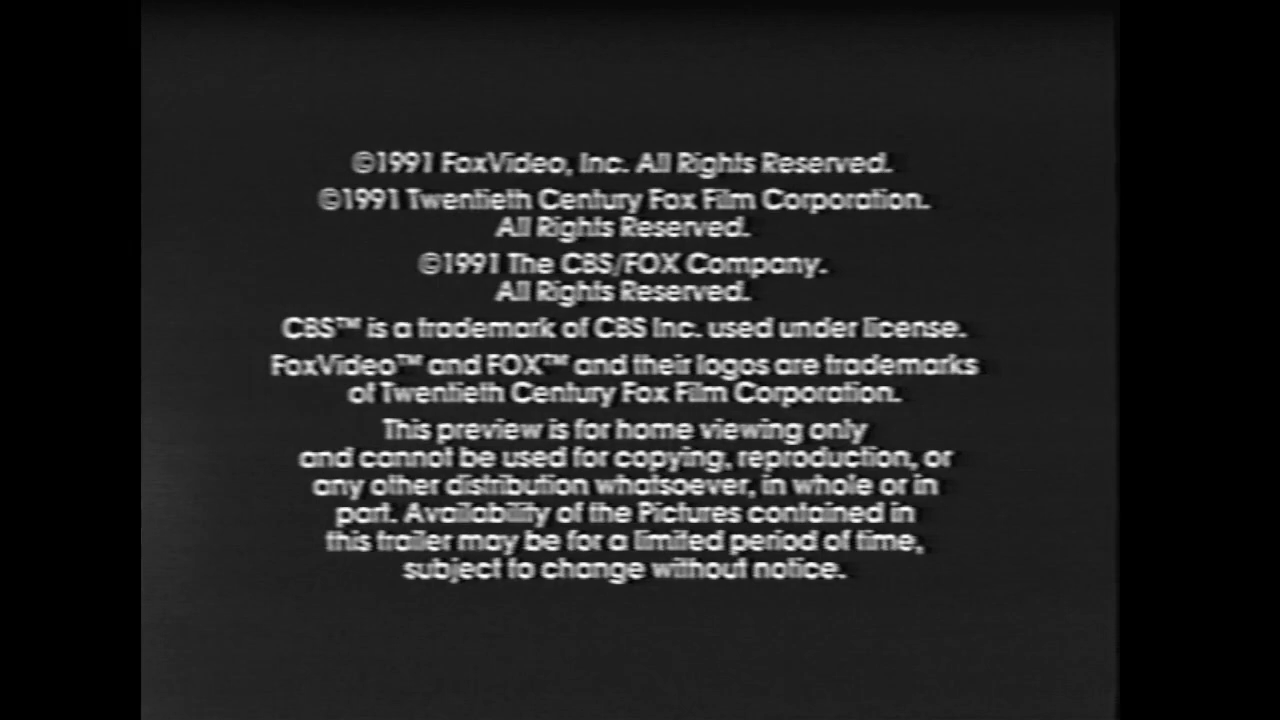 ©1991 FoxVideo, Inc. All Rights Reserved.
©1991 Twentieth Century Fox Film Corporation.
All Rights Reserved.
©1991 The CBS/FOX Company.
All Rights Reserved.
CBS™ is a trademark of CBS Inc. used under license.
FoxVideo™ and FOX™ and their logos are trademarks
of Twentieth Century Fox Film Corporation.
This preview is for home viewing only
and cannot be used for copying, reproduction, or
any other distribution whatsoever, in whole or in
part. Availability of the Pictures contained in
this trailer may be for a limited period of time,
subject to change without notice.